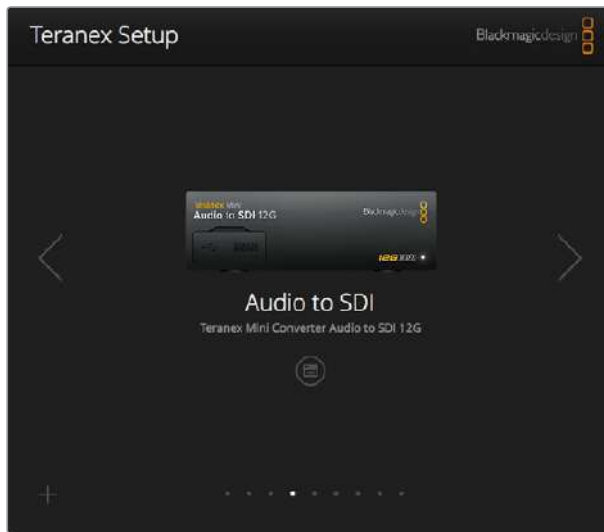 Teranex Setup
Blackmagicdesign
Teranex Mini
Audio to SDI 12G
Blackmagicdesign
Audio to SDI
Teranex Mini Converter Audio to SDI 12G